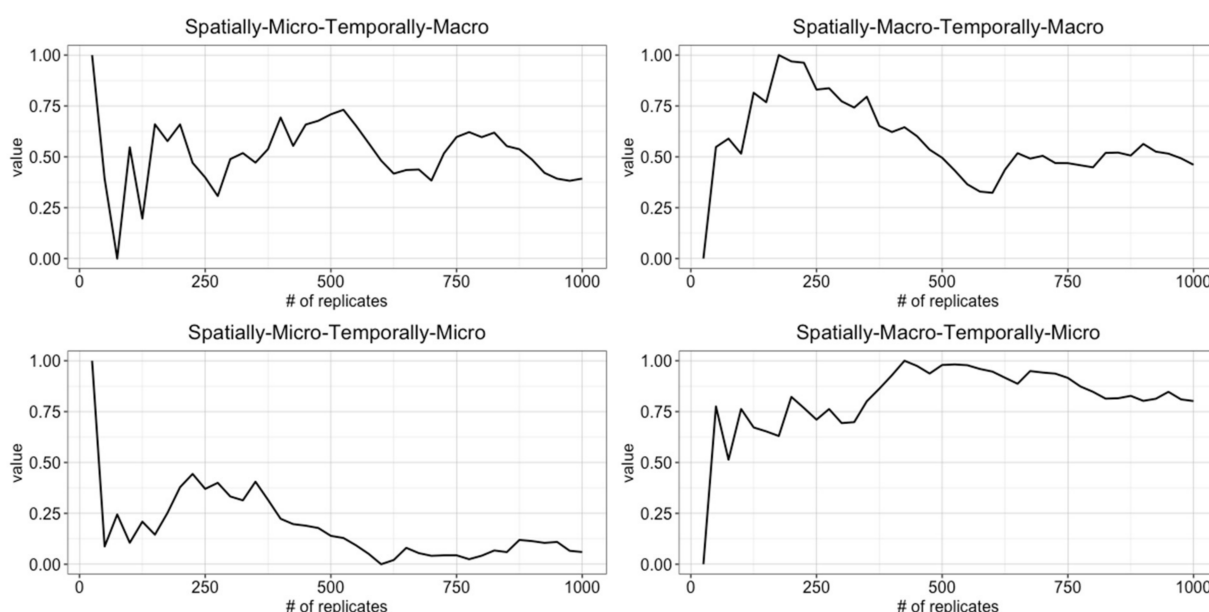 Spatially-Micro-Temporally-Macro
1.00
0.75
0.50
0.25
0.00
value
0 250 500 750 1000
# of replicates
Spatially-Macro-Temporally-Macro
1.00
0.75
0.50
0.25
0.00
value
0 250 500 750 1000
# of replicates
Spatially-Micro-Temporally-Micro
1.00
0.75
0.50
0.25
0.00
value
0 250 500 750 1000
# of replicates
Spatially-Macro-Temporally-Micro
1.00
0.75
0.50
0.25
0.00
value
0 250 500 750 1000
# of replicates